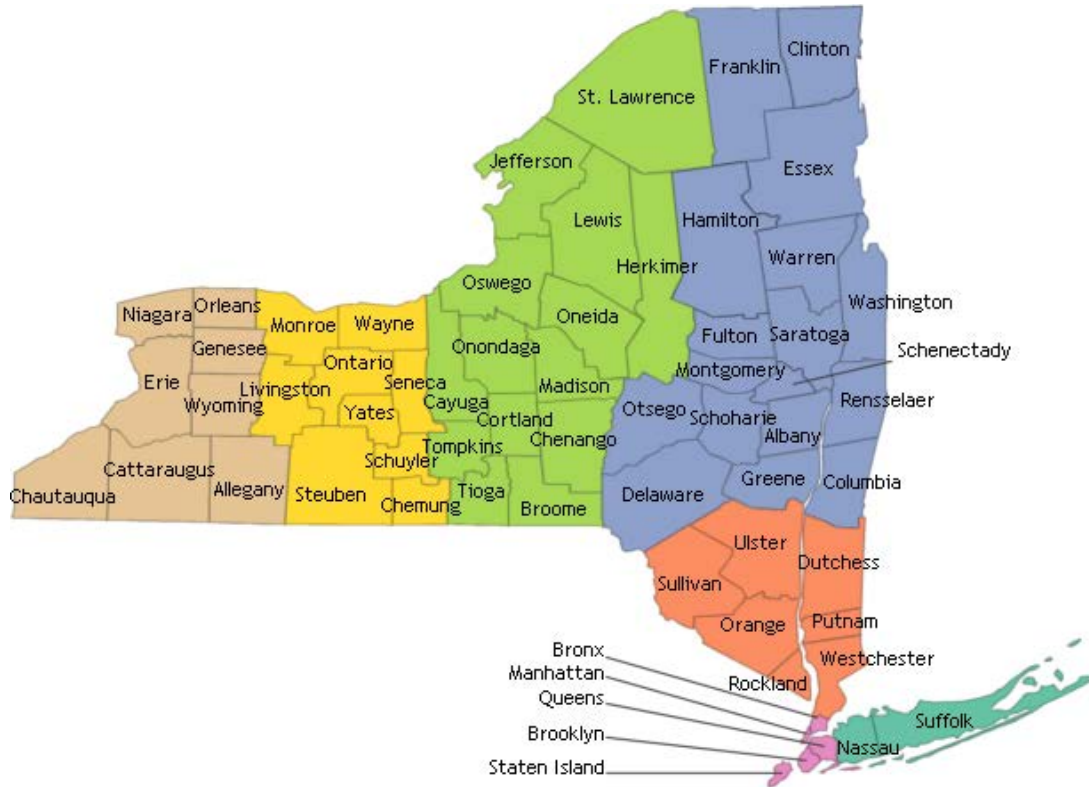 Clinton
Franklin
St. Lawrence
Jefferson
Essex
Lewis
Hamilton
Warren
Herkimer
Oswego
Washington
Orleans
Niagara
Oneida
Monroe
Wayne
Fulton
Saratoga
Genesee
Onondaga
Schenectady
Ontario
Montgomery
Erie
Seneca
Madison
Livingston
Rensselaer
Wyoming
Cayuga
Yates
Cortland
Otsego
Schoharie
Albany
Tompkins
Chenango
Schuyler
Cattaraugus
Greene
Columbia
Chautauqua
Allegany
Steuben
Tioga
Delaware
Chemung
Broome
Ulster
Dutchess
Sullivan
Orange
Putnam
Bronx
Westchester
Manhattan
Rockland
Queens
Suffolk
Brooklyn
Nassau
Staten Island